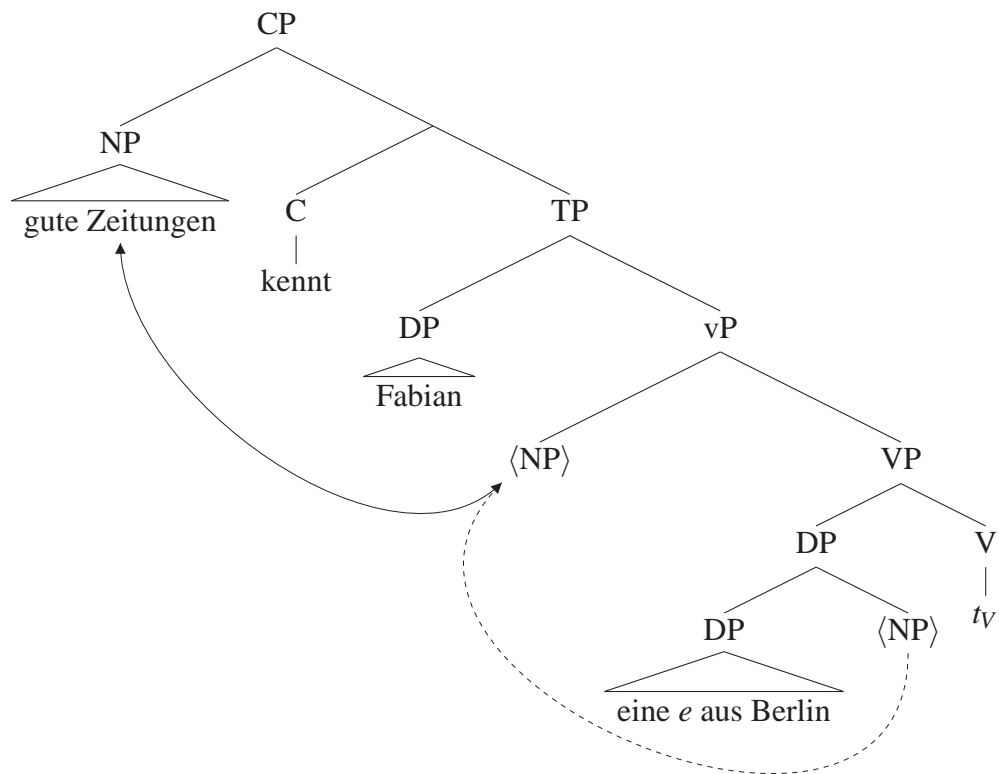 CP
NP
gute Zeitungen
C
TP
kennt
DP
vP
Fabian
⟨NP⟩
VP
DP
V
DP
⟨NP⟩
t_V
eine e aus Berlin